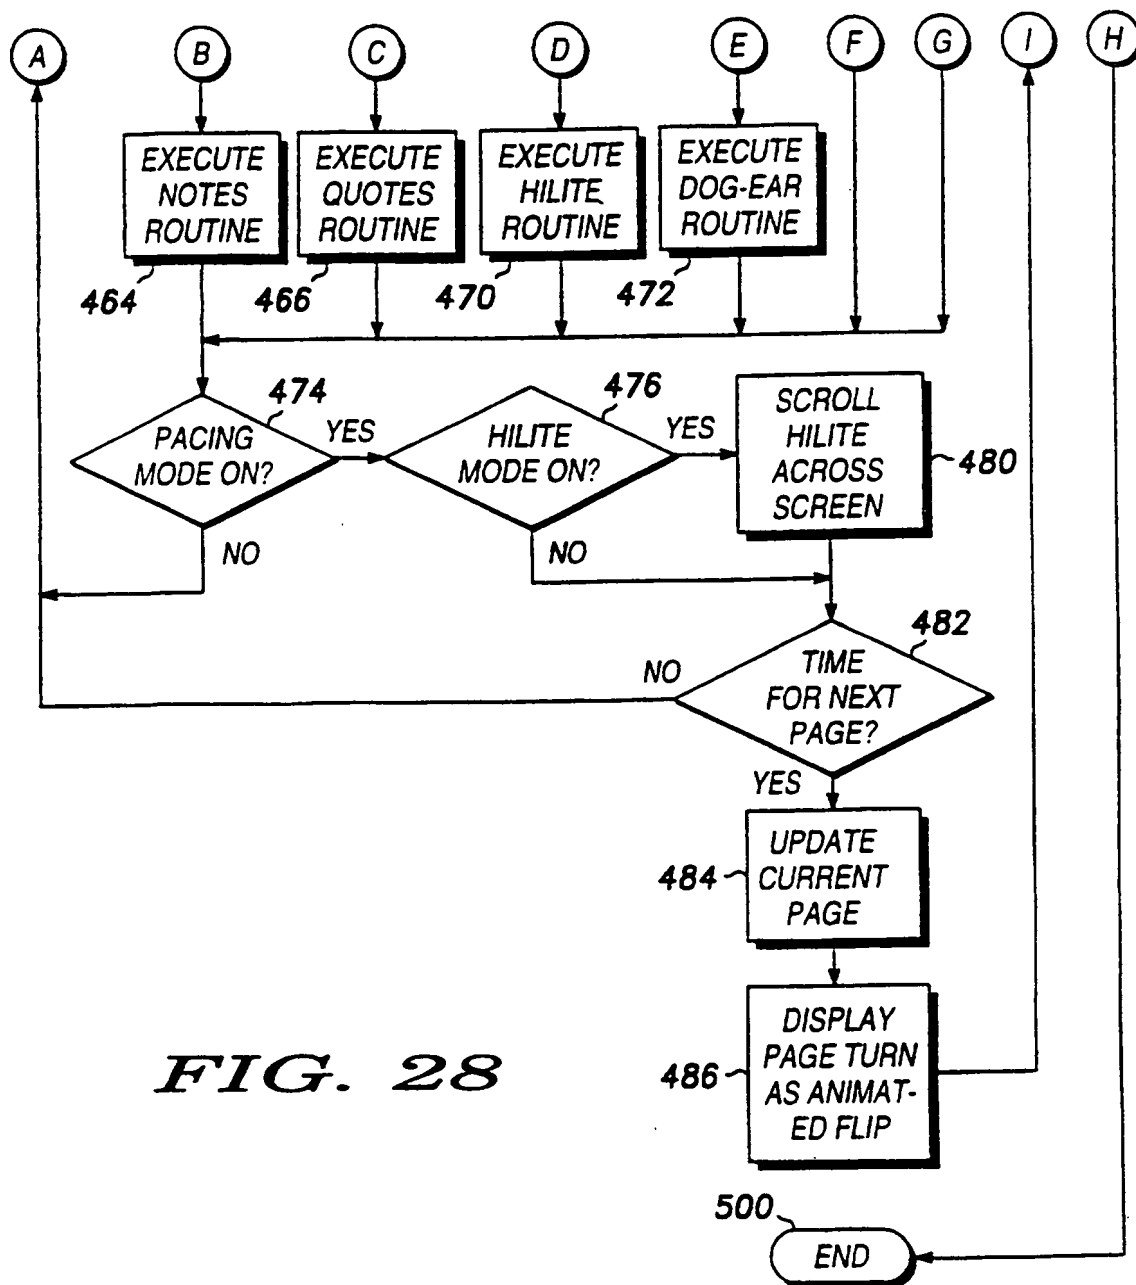 A B C D E F G I H
EXECUTE
NOTES
ROUTINE
464
EXECUTE
QUOTES
ROUTINE
466
EXECUTE
HILITE
ROUTINE
470
EXECUTE
DOG-EAR
ROUTINE
472
PACING
MODE ON?
474
YES
NO
HILITE
MODE ON?
476
YES
NO
SCROLL
HILITE
ACROSS
SCREEN
480
TIME
FOR NEXT
PAGE?
482
NO
YES
UPDATE
CURRENT
PAGE
484
DISPLAY
PAGE TURN
AS ANIMAT-
ED FLIP
486
500
END
FIG. 28